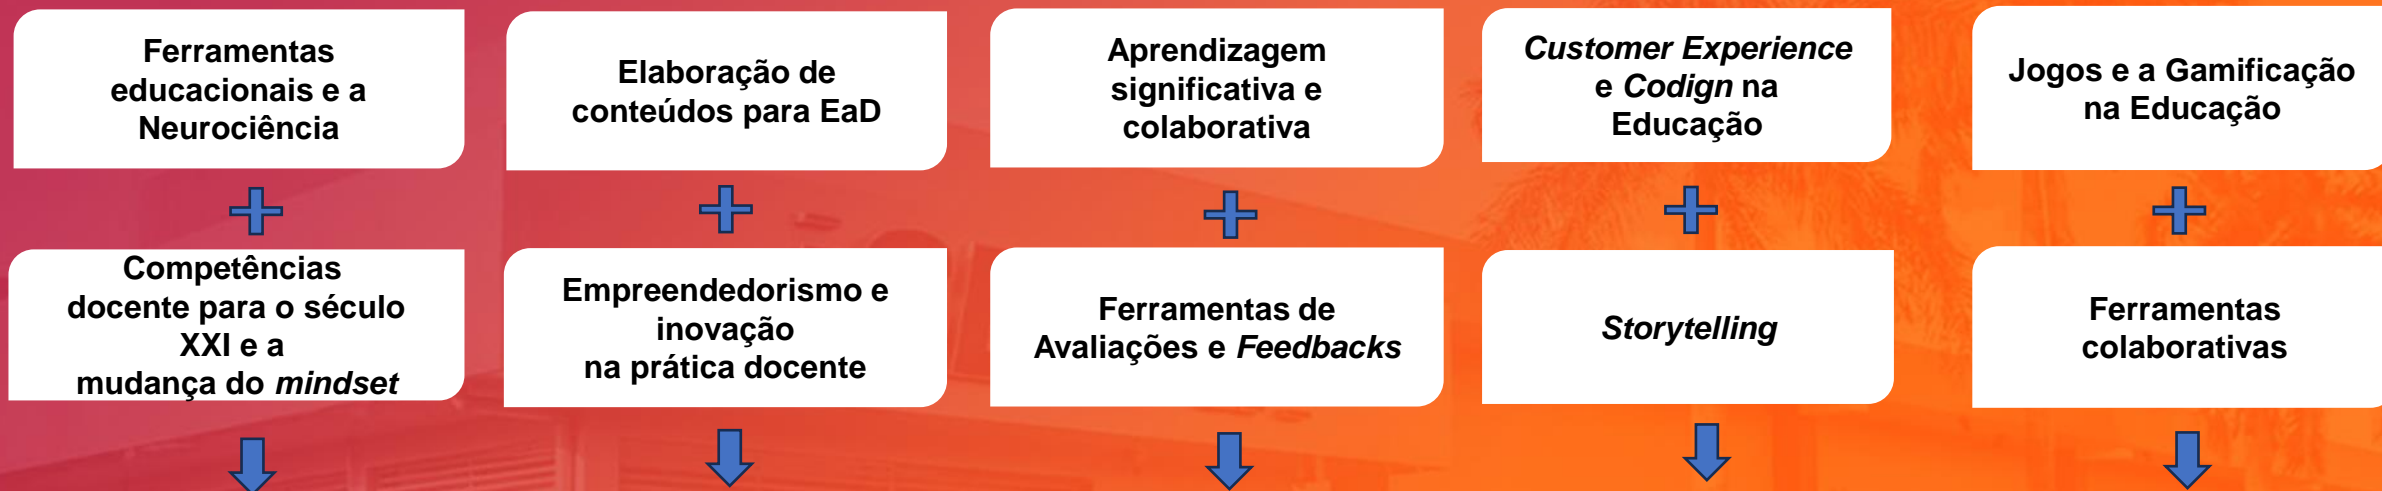 Ferramentas
educacionais e a
Neurociência
Elaboração de
conteúdos para EaD
Aprendizagem
significativa e
colaborativa
Customer Experience
e Codign na
Educação
Jogos e a Gamificação
na Educação
Competências
docente para o século
XXI e a
mudança do mindset
Empreendedorismo e
inovação
na prática docente
Ferramentas de
Avaliações e Feedbacks
Storytelling
Ferramentas
colaborativas